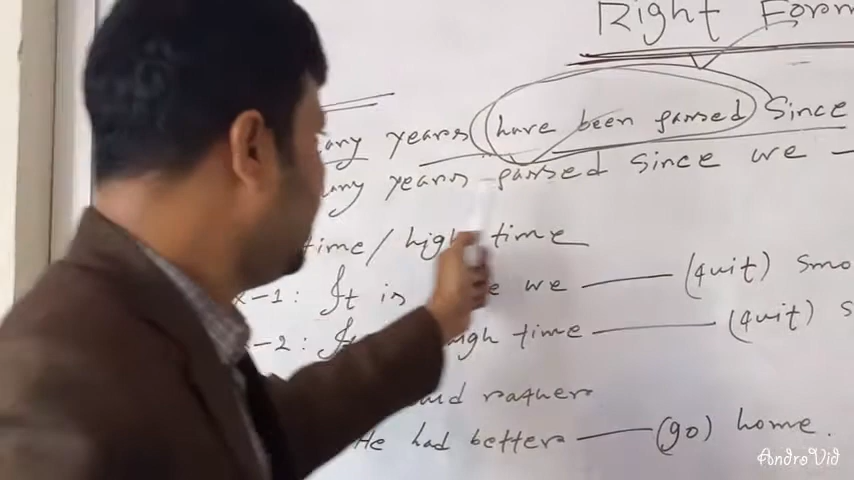 Right Form
any years have been passed Since
any years passed since we —
time / high time
x-1: It is we —— (quit) smo
-2: high time —— (quit) s
rather
He had better —— (go) home.
AndroVid